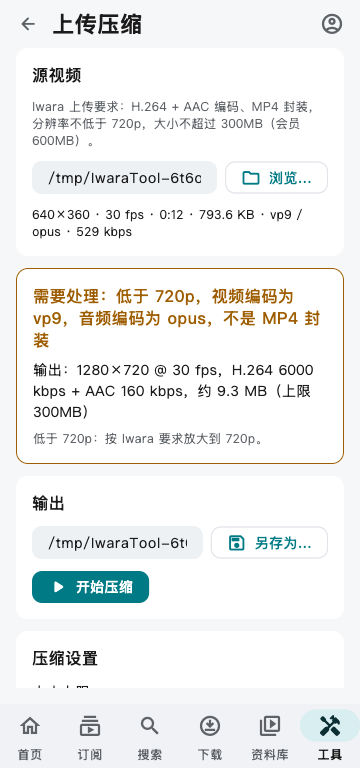 上传压缩
源视频
Iwara 上传要求：H.264 + AAC 编码、MP4 封装，
分辨率不低于 720p，大小不超过 300MB（会员
600MB）。
/tmp/IwaraTool-6t6c
浏览...
640×360 · 30 fps · 0:12 · 793.6 KB · vp9 /
opus · 529 kbps
需要处理：低于 720p，视频编码为
vp9，音频编码为 opus，不是 MP4 封
装
输出：1280×720 @ 30 fps，H.264 6000
kbps + AAC 160 kbps，约 9.3 MB（上限
300MB）
低于 720p：按 Iwara 要求放大到 720p。
输出
/tmp/IwaraTool-6t
另存为...
开始压缩
压缩设置
首页
订阅
搜索
下载
资料库
工具